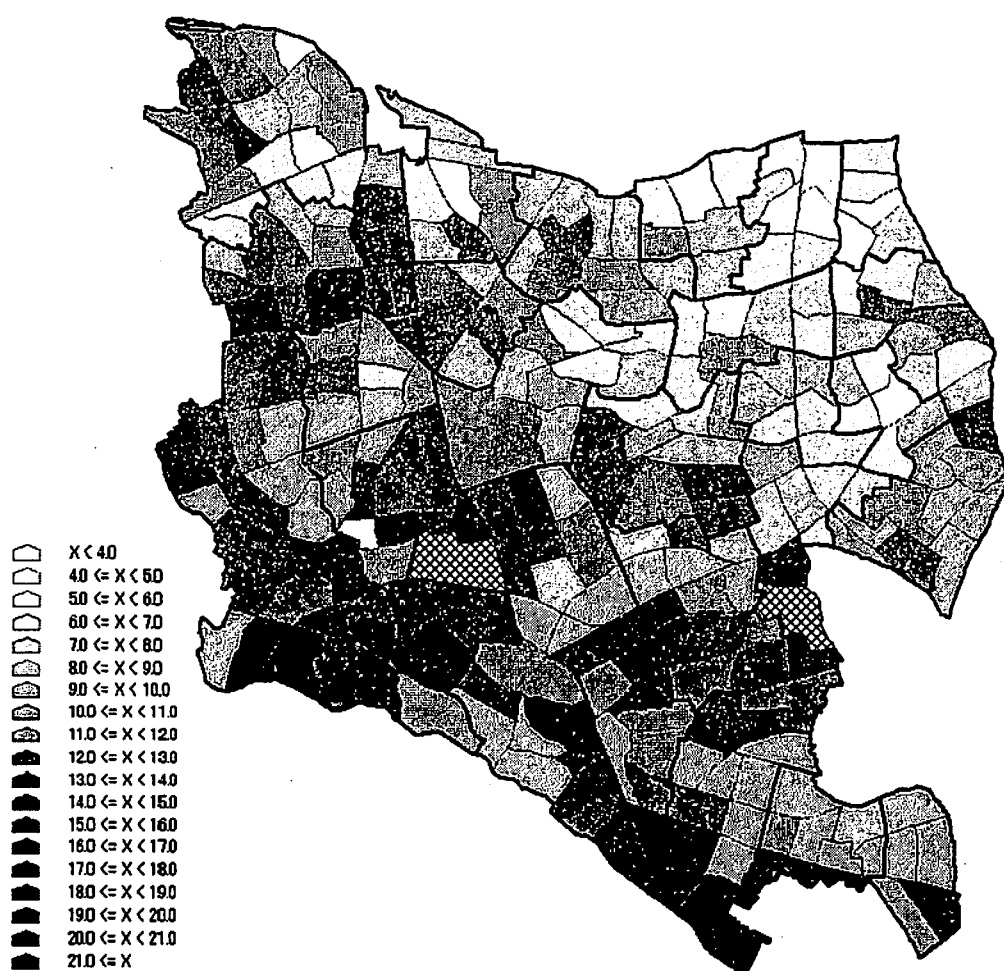 X < 4.0
4.0 <= X < 5.0
5.0 <= X < 6.0
6.0 <= X < 7.0
7.0 <= X < 8.0
8.0 <= X < 9.0
9.0 <= X < 10.0
10.0 <= X < 11.0
11.0 <= X < 12.0
12.0 <= X < 13.0
13.0 <= X < 14.0
14.0 <= X < 15.0
15.0 <= X < 16.0
16.0 <= X < 17.0
17.0 <= X < 18.0
18.0 <= X < 19.0
19.0 <= X < 20.0
20.0 <= X < 21.0
21.0 <= X